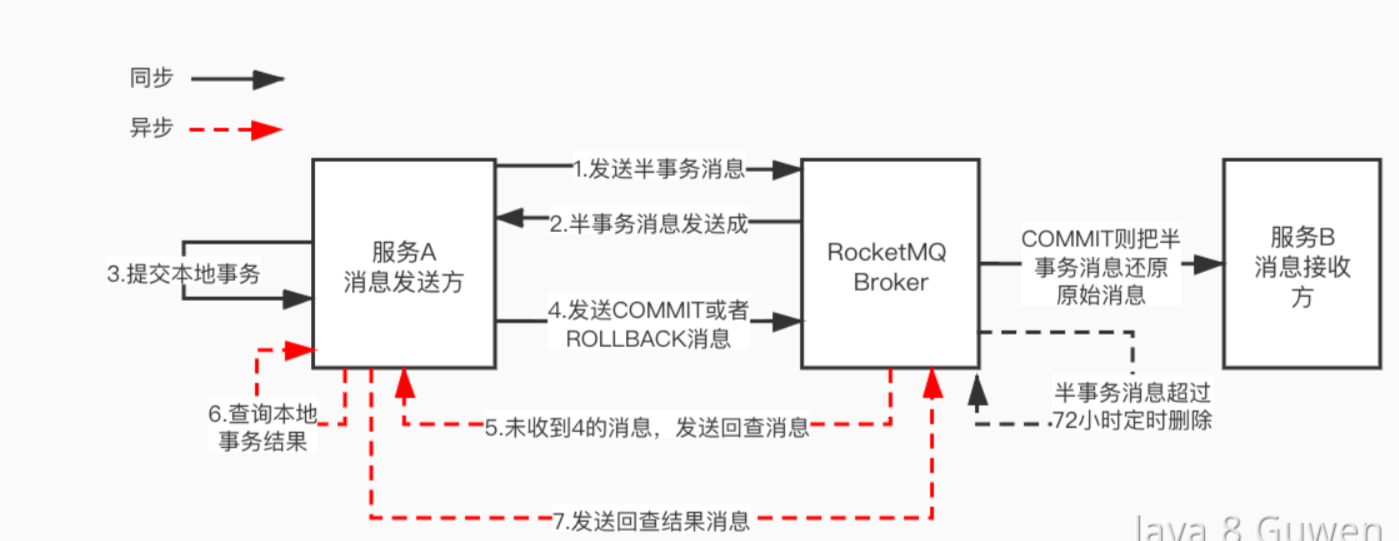 同步
异步
1.发送半事务消息
2.半事务消息发送成
3.提交本地事务
服务A
消息发送方
RocketMQ
Broker
COMMIT则把半
事务消息还原
原始消息
服务B
消息接收
方
4.发送COMMIT或者
ROLLBACK消息
半事务消息超过
72小时定时删除
6.查询本地
事务结果
5.未收到4的消息，发送回查消息
7.发送回查结果消息
Java 8 Guwen